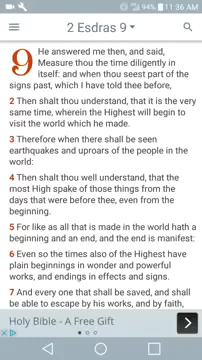 94% 11:36 AM
2 Esdras 9
9 He answered me then, and said,
Measure thou the time diligently in
itself: and when thou seest part of the
signs past, which I have told thee before,
2 Then shalt thou understand, that it is the very
same time, wherein the Highest will begin to
visit the world which he made.
3 Therefore when there shall be seen
earthquakes and uproars of the people in the
world:
4 Then shalt thou well understand, that the
most High spake of those things from the
days that were before thee, even from the
beginning.
5 For like as all that is made in the world hath a
beginning and an end, and the end is manifest:
6 Even so the times also of the Highest have
plain beginnings in wonder and powerful
works, and endings in effects and signs.
7 And every one that shall be saved, and shall
be able to escape by his works, and by faith,
Holy Bible - A Free Gift